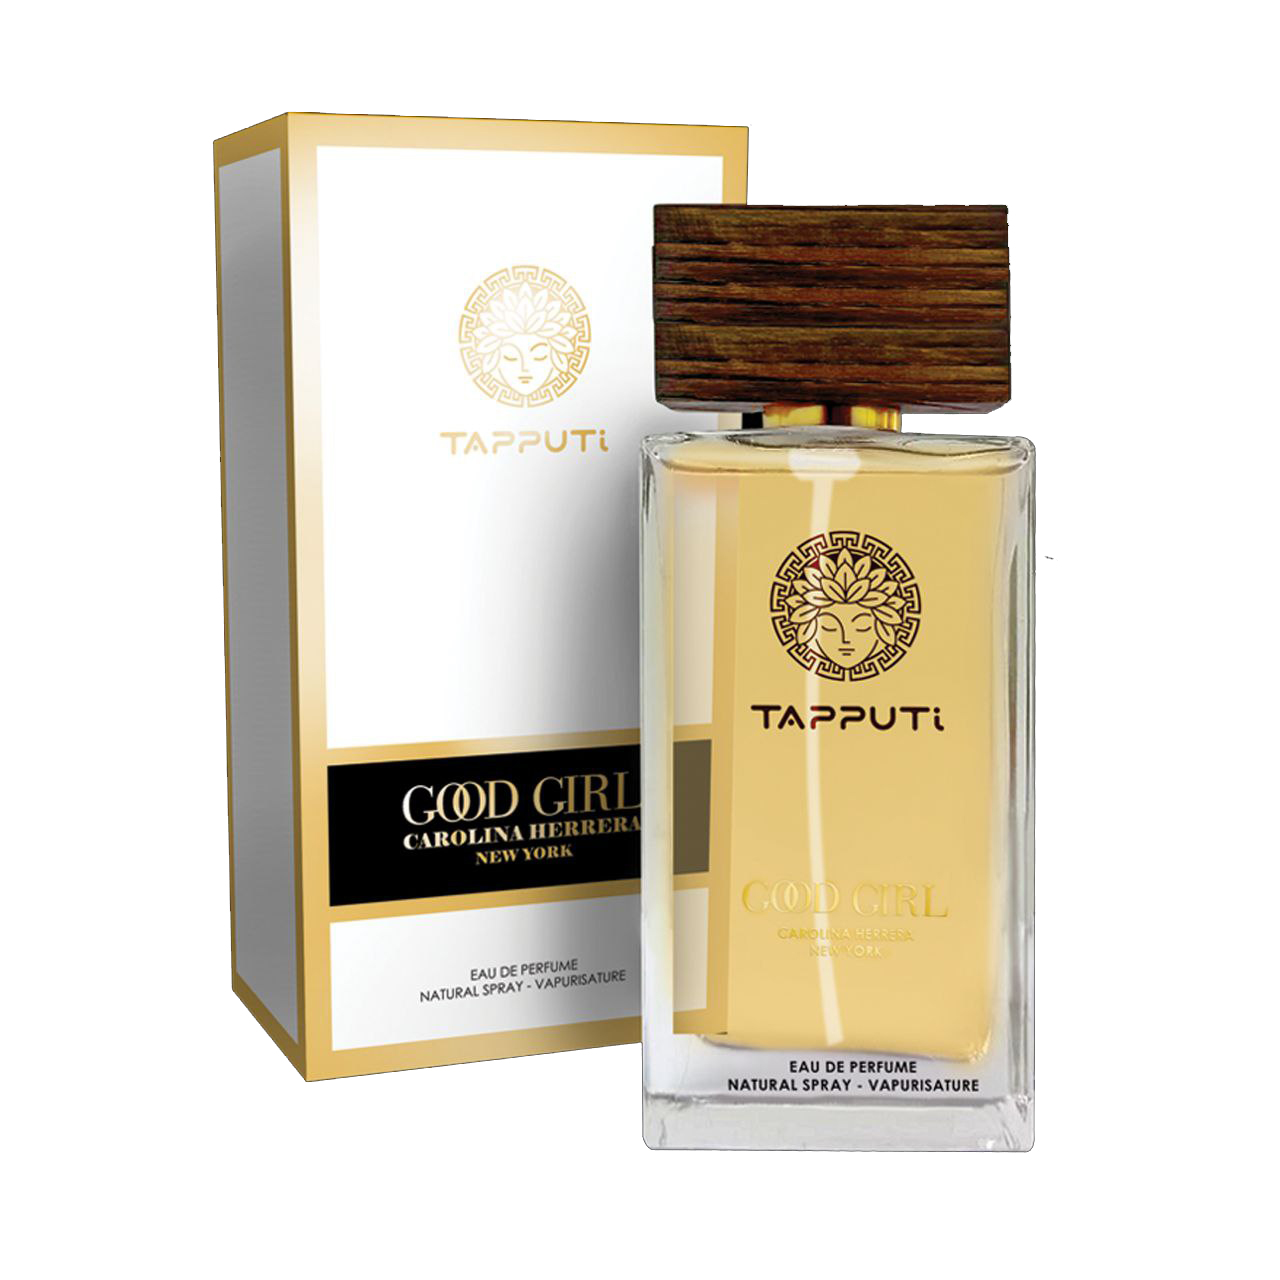 TAPPUTi
GOOD GIRL
CAROLINA HERRERA
NEW YORK
EAU DE PERFUME
NATURAL SPRAY - VAPURISATURE
TAPPUTi
GOOD GIRL
CAROLINA HERRERA
NEW YORK
EAU DE PERFUME
NATURAL SPRAY - VAPURISATURE